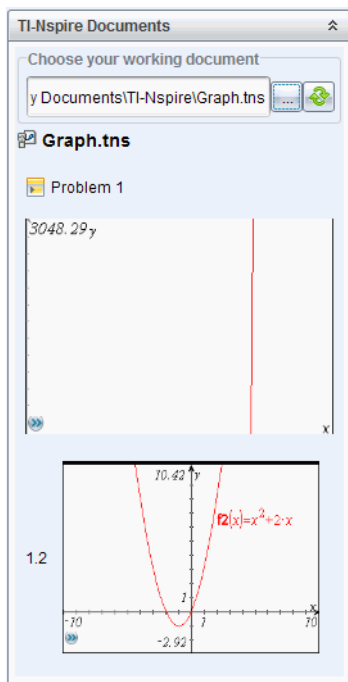 TI-Nspire Documents
Choose your working document
y Documents\TI-Nspire\Graph.tns
...
Graph.tns
Problem 1
3048.29 y
x
1.2
10.42 y
f2(x)=x²+2·x
1
x
-10
1
10
-2.92